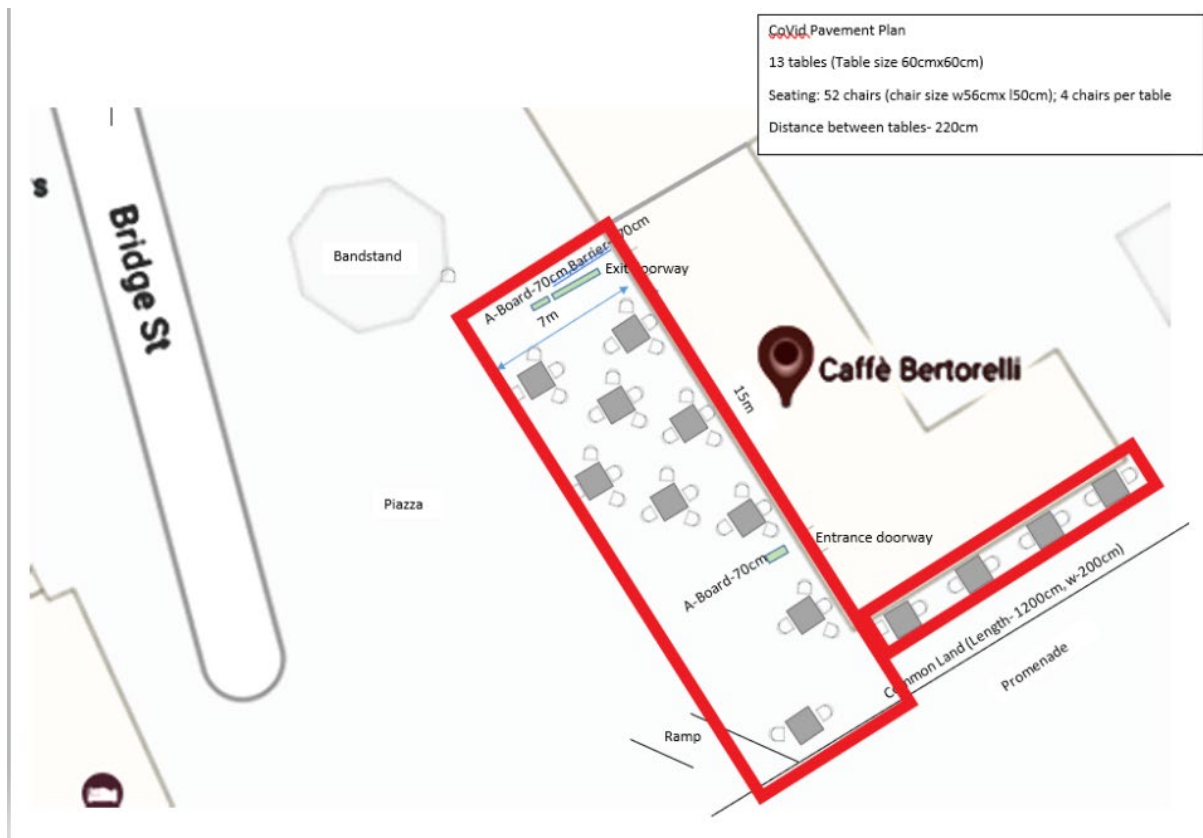 CoVid Pavement Plan
13 tables (Table size 60cmx60cm)
Seating: 52 chairs (chair size w56cmx l50cm); 4 chairs per table
Distance between tables- 220cm
s
Bridge St
Bandstand
A-Board-70cm,Barrier- 70cm
Exit doorway
7m
Caffè Bertorelli
15m
Piazza
Entrance doorway
A-Board-70cm
Common Land (Length- 1200cm, w-200cm)
Promenade
Ramp